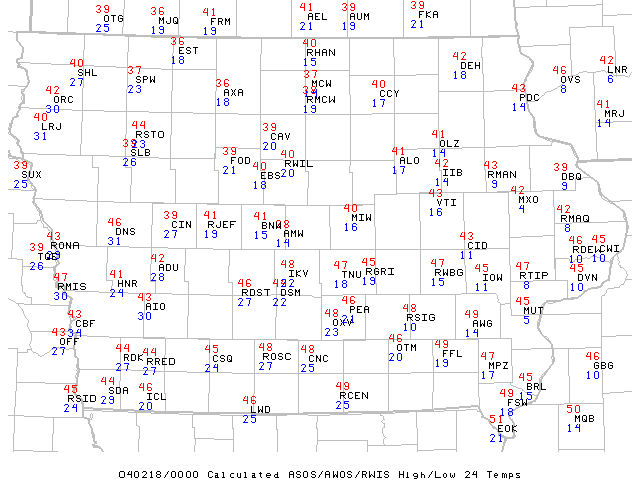 39 OTG 25
36 MJQ 19
41 FRM 19
41 AEL 21
39 AUM 19
39 FKA 21
36 EST 18
40 RHAN 15
42 DEH 18
46 OVS 8
42 LNR 6
40 SHL 27
37 SPW 23
36 AXA 18
37 MCW
RMCW
40 CCY 17
43 PDC 14
41 MRJ 14
42 ORC 30
40 LRJ 31
44 RSTO 23
SLB 26
39 CAV 20
39 FOD 21
40 RWIL 20
40 EBS 18
41 ALO 17
41 OLZ 14
42 IIB 14
43 RMAN 9
39 DBQ 9
39 SUX 25
43 VTI 16
42 MXO 4
42 RMAQ 8
46 DNS 31
39 CIN 27
41 RJEF 19
41 BNW 15
AMW 14
40 MIW 16
43 CID 11
46 RDEW 10
45 CWI 10
43 RONA
39 26
47 RMIS 30
41 HNR 24
42 ADU 28
48 IKV 22
46 RDST 27
DSM 22
47 TNU 18
45 RGRI 19
47 RWBG 15
45 IOW 11
47 RTIP 8
45 DVN 10
43 AIO 30
46 PEA 21
48 23
48 RSIG 10
49 AWG 14
45 MUT 5
43 CBF 34
43 OFF 27
44 RDK 27
44 RRED 27
45 CSQ 24
48 ROSC 27
48 CNC 25
46 OTM 20
49 FFL 19
47 MPZ 17
46 GBG 10
45 RSID 24
44 SDA 29
46 ICL 20
46 LWD 25
49 RCEN 25
45 BRL 15
49 FSW 18
51 EOK 21
50 MQB 14
040218/0000 Calculated ASOS/AWOS/RWIS High/Low 24 Temps